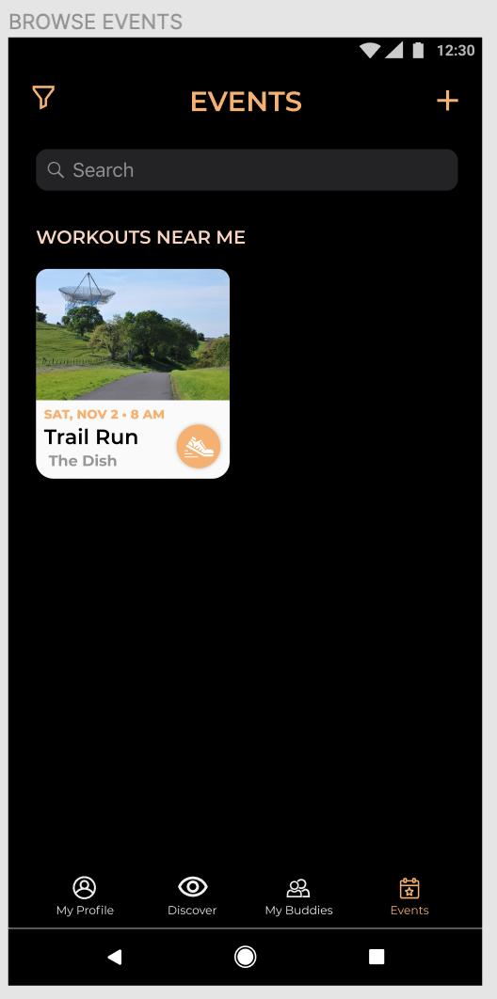 BROWSE EVENTS
12:30
EVENTS
Search
WORKOUTS NEAR ME
SAT, NOV 2 • 8 AM
Trail Run
The Dish
My Profile
Discover
My Buddies
Events